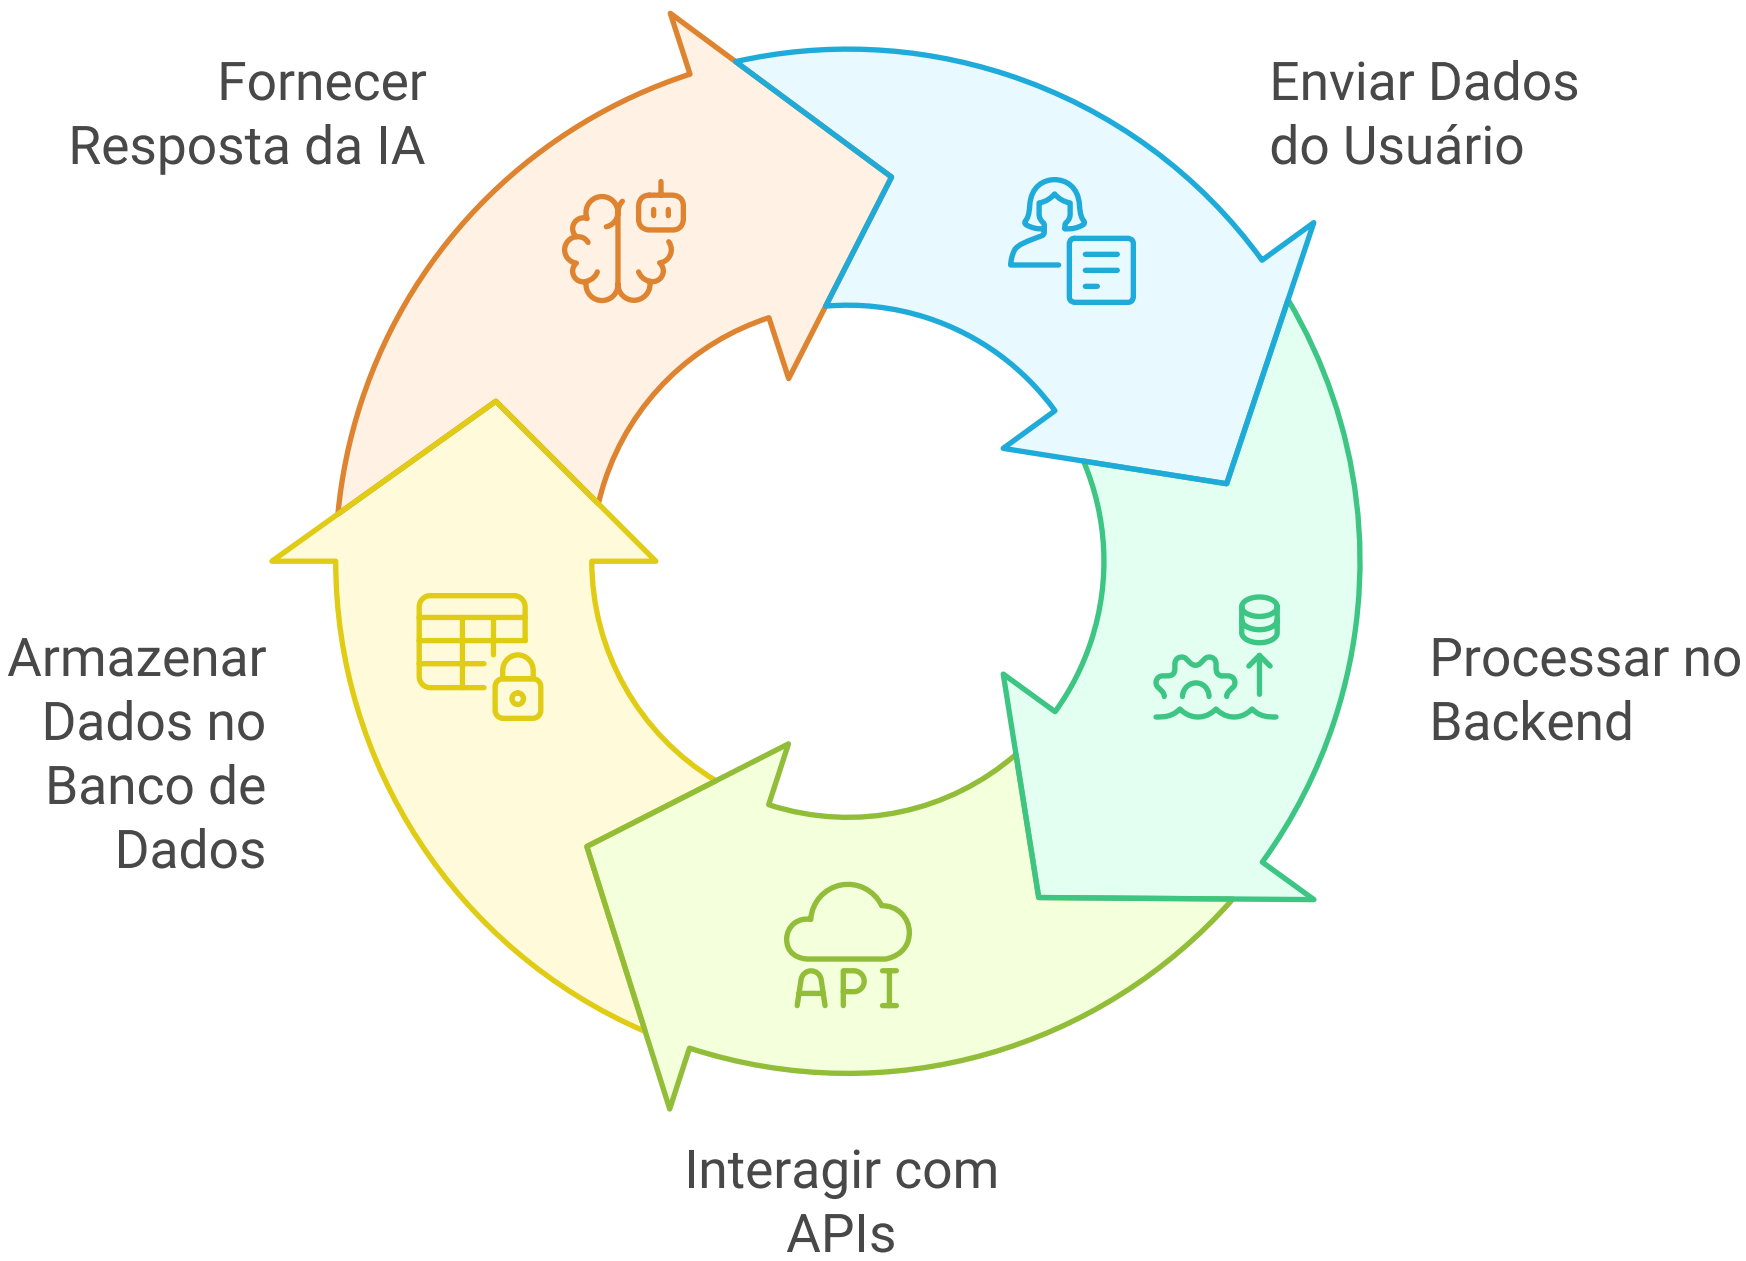 Fornecer
Resposta da IA
Enviar Dados
do Usuário
Processar no
Backend
Armazenar
Dados no
Banco de
Dados
API
Interagir com
APIs